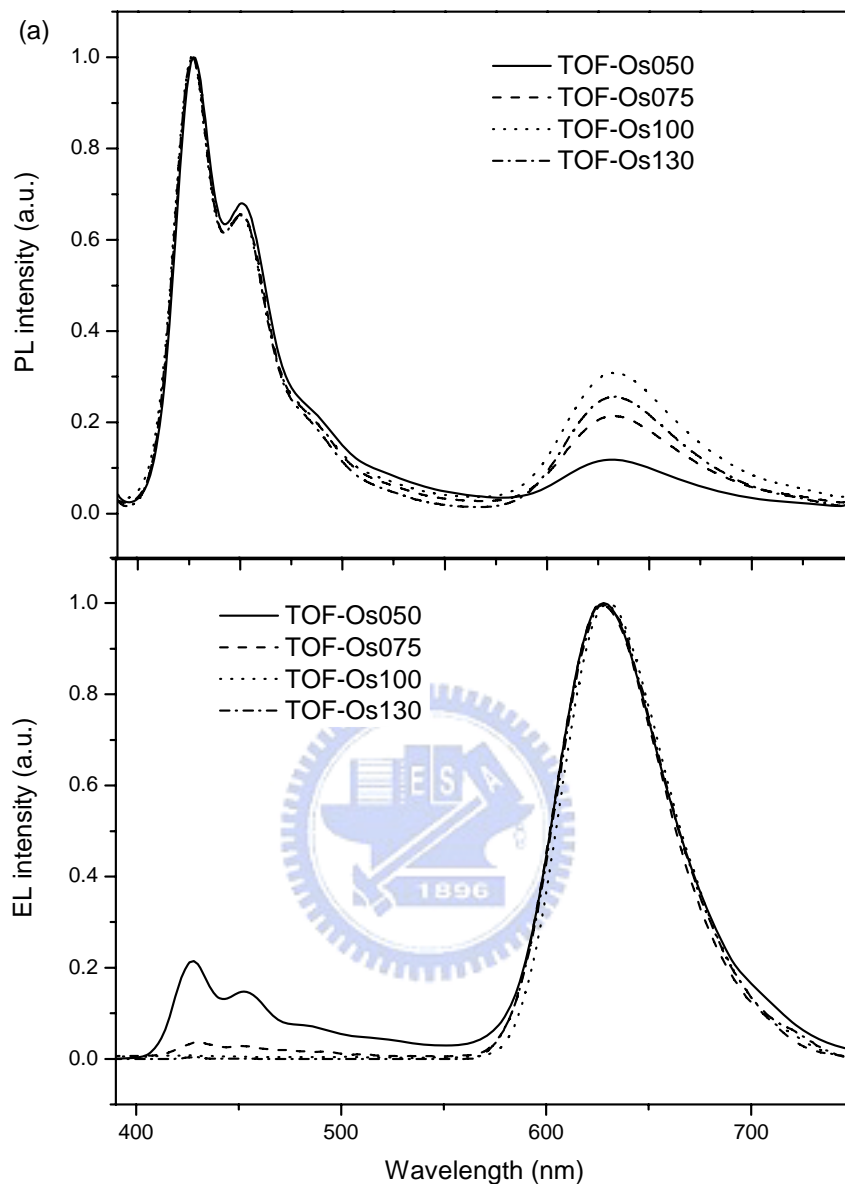 (a)
TOF-Os050
TOF-Os075
TOF-Os100
TOF-Os130
1.0
0.8
0.6
0.4
0.2
0.0
PL intensity (a.u.)
TOF-Os050
TOF-Os075
TOF-Os100
TOF-Os130
1.0
0.8
0.6
0.4
0.2
0.0
EL intensity (a.u.)
E S A
1896
400 500 600 700
Wavelength (nm)